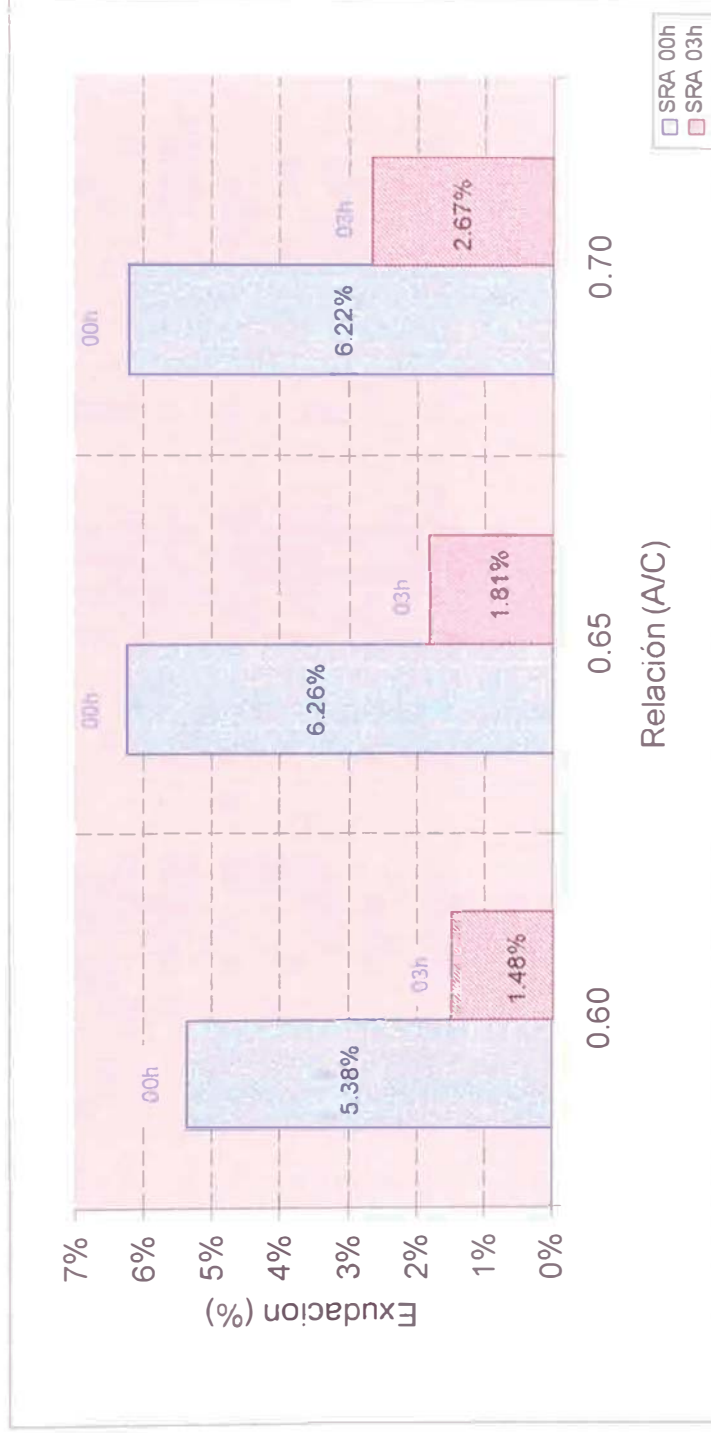 7%
6%
5%
4%
3%
2%
1%
0%
Exudacion (%)
00h
5.38%
03h
1.48%
00h
6.26%
03h
1.81%
00h
6.22%
03h
2.67%
0.60
0.65
0.70
Relación (A/C)
SRA 00h
SRA 03h